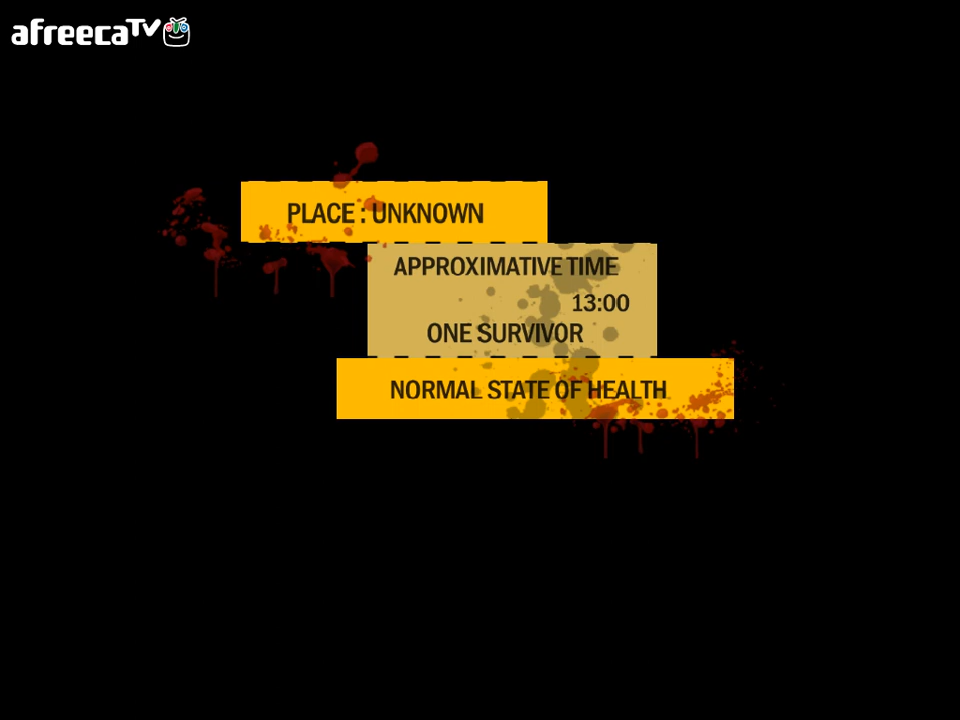 afreecaTV
PLACE : UNKNOWN
APPROXIMATIVE TIME
13:00
ONE SURVIVOR
NORMAL STATE OF HEALTH